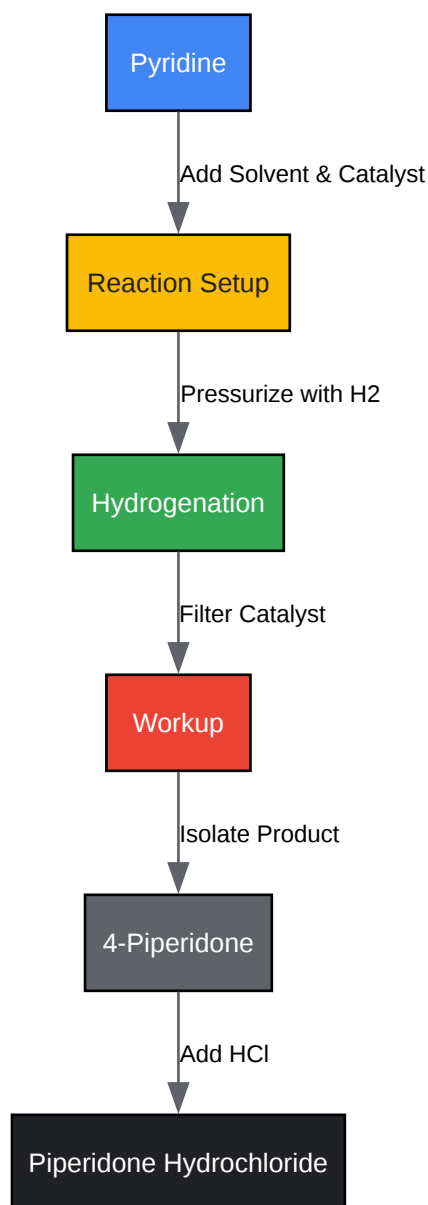 Pyridine
Add Solvent & Catalyst
Reaction Setup
Pressurize with H2
Hydrogenation
Filter Catalyst
Workup
Isolate Product
4-Piperidone
Add HCl
Piperidone Hydrochloride